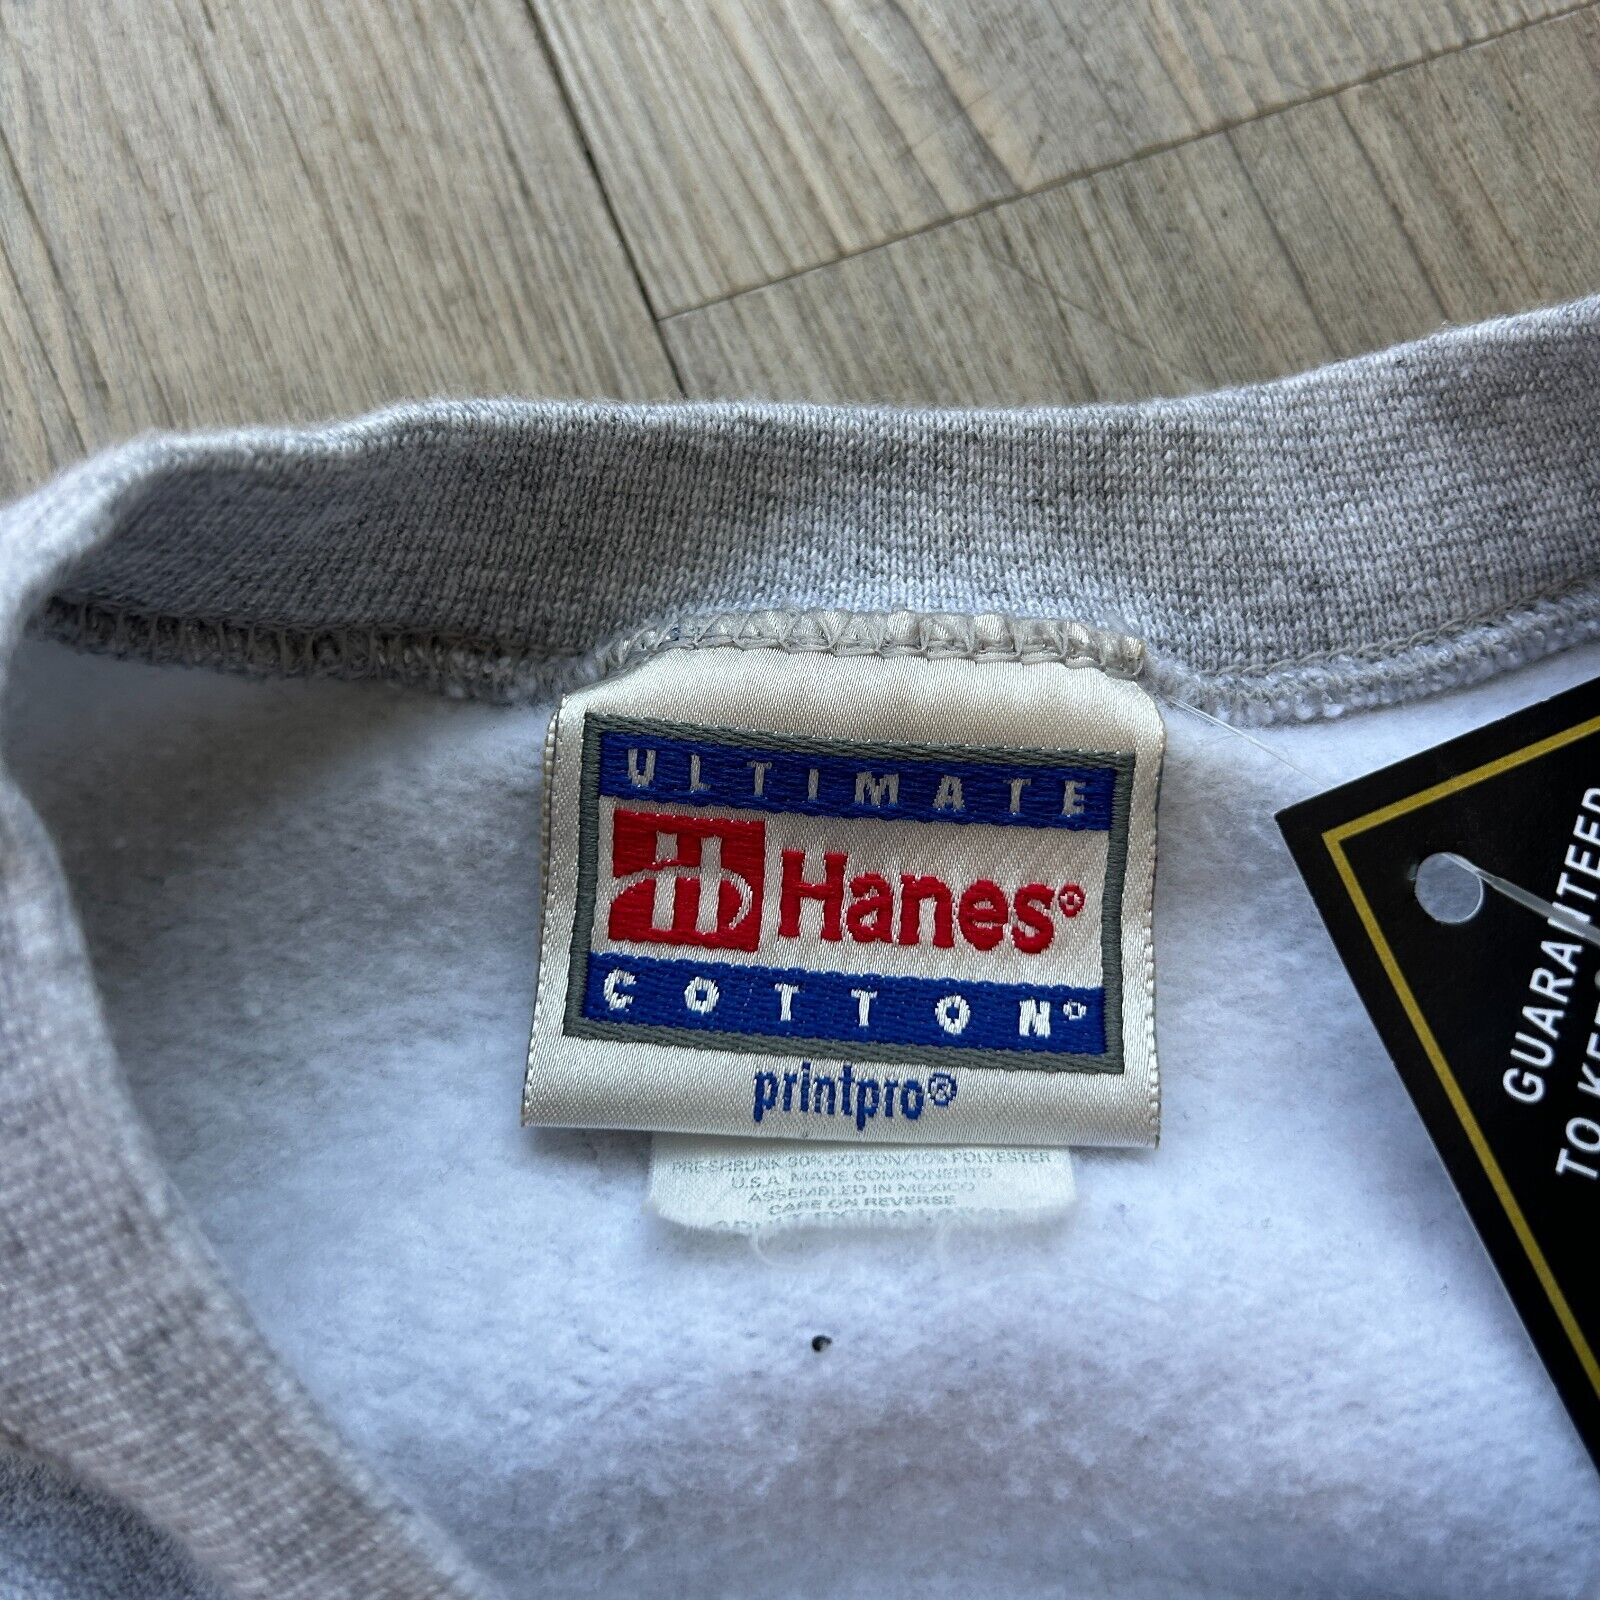 ULTIMATE
Hanes®
COTTON®
printpro®
PRE-SHRUNK 90% COTTON/10% POLYESTER
U.S.A. MADE COMPONENTS
ASSEMBLED IN MEXICO
CARE ON REVERSE
GUARANTEED
TO